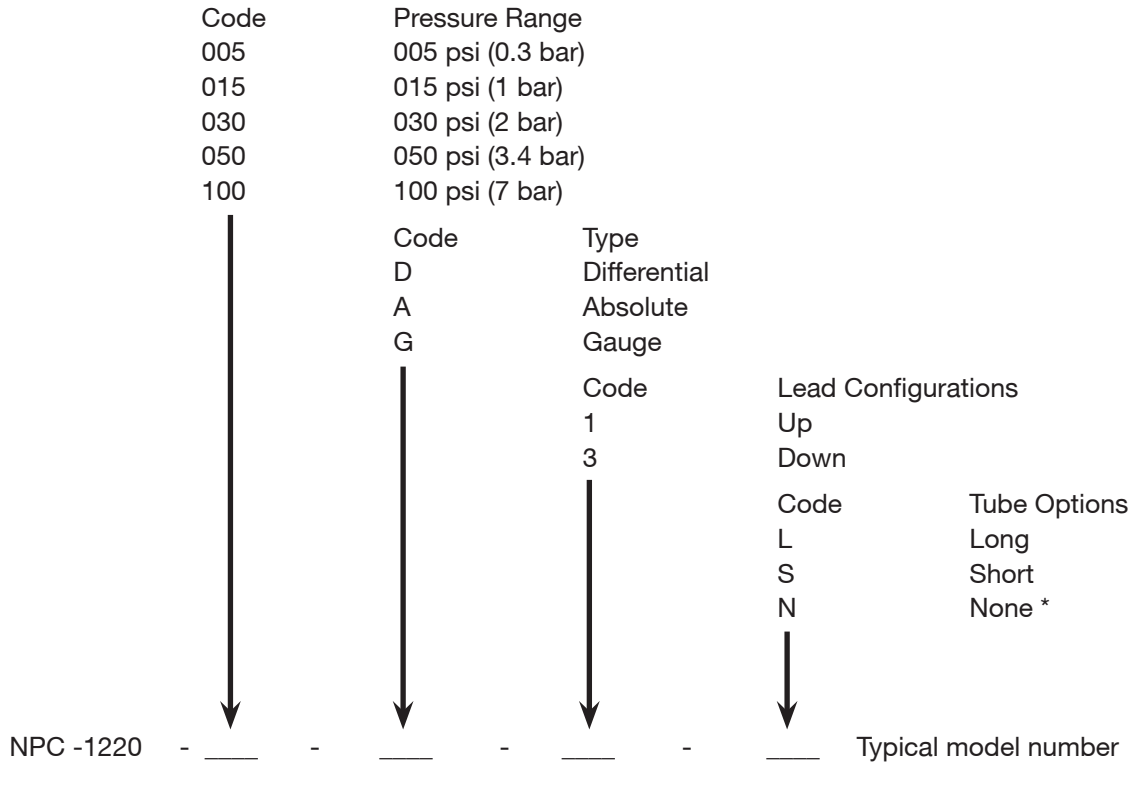 Code Pressure Range
005 005 psi (0.3 bar)
015 015 psi (1 bar)
030 030 psi (2 bar)
050 050 psi (3.4 bar)
100 100 psi (7 bar)
Code Type
D Differential
A Absolute
G Gauge
Code Lead Configurations
1 Up
3 Down
Code Tube Options
L Long
S Short
N None *
NPC -1220 - ____ - ____ - ____ - ____ Typical model number